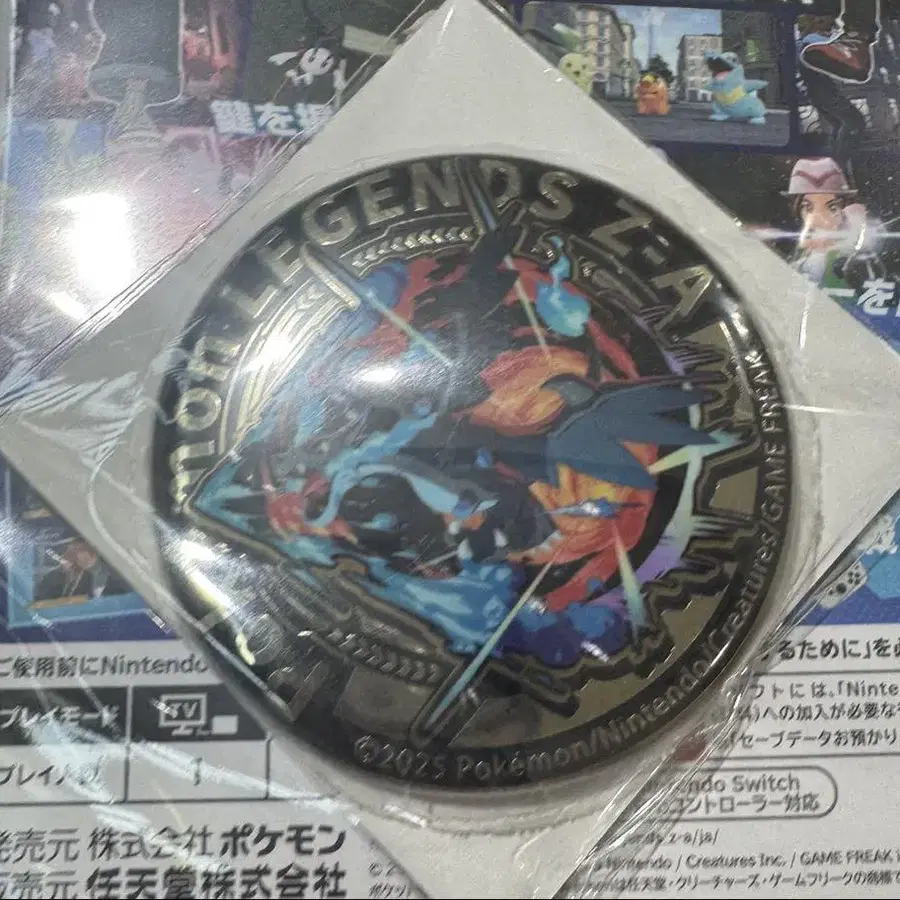 鍵を
mon LEGENDS Z-A
©2025 Pokémon/Nintendo/Creatures/GAME FREAK
ご使用前にNintendo
プレイモード
TV
プレイ人数
1
発売元 株式会社ポケモン
販売元 任天堂株式会社
するために」を必
フトには、「Ninte
への加入が必要な
「セーブデータお預かり
Nintendo Switch
コントローラー対応
z-a/ja/
Nintendo / Creatures Inc. / GAME FREAK
は任天堂・クリーチャーズ・ゲームフリークの商標で